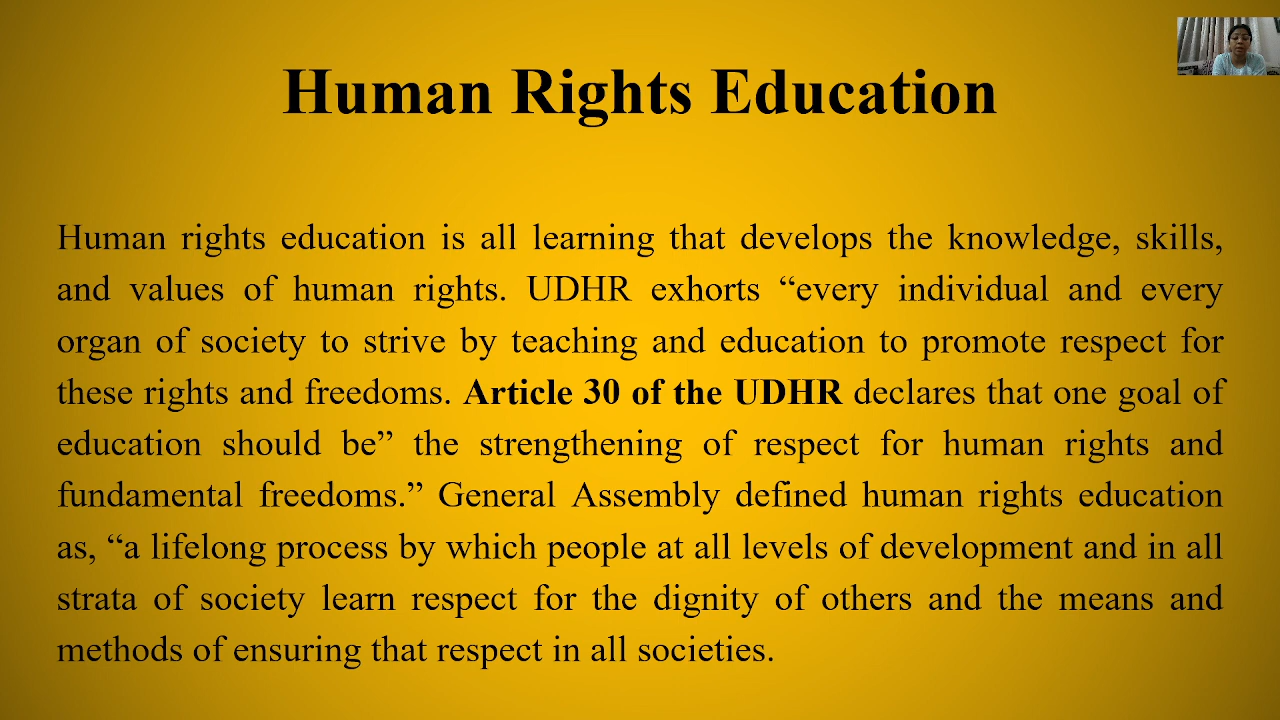 Human Rights Education
Human rights education is all learning that develops the knowledge, skills,
and values of human rights. UDHR exhorts “every individual and every
organ of society to strive by teaching and education to promote respect for
these rights and freedoms. Article 30 of the UDHR declares that one goal of
education should be” the strengthening of respect for human rights and
fundamental freedoms.” General Assembly defined human rights education
as, “a lifelong process by which people at all levels of development and in all
strata of society learn respect for the dignity of others and the means and
methods of ensuring that respect in all societies.